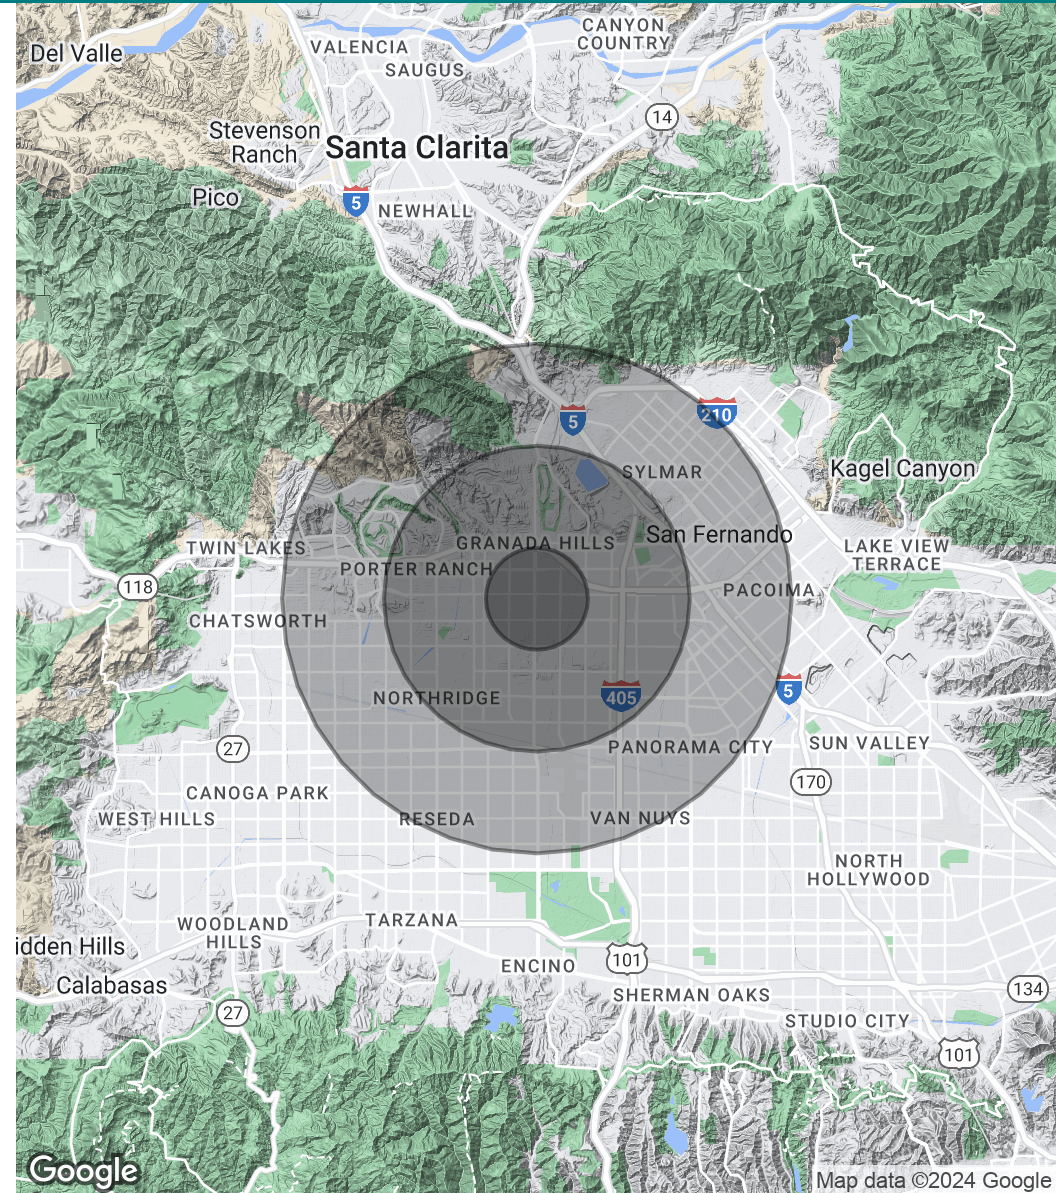 CANYON
COUNTRY
Del Valle
VALENCIA
SAUGUS
14
Stevenson
Ranch
Santa Clarita
Pico
5
NEWHALL
210
5
SYLMAR
Kagel Canyon
San Fernando
GRANADA HILLS
TWIN LAKES
LAKE VIEW
TERRACE
PORTER RANCH
118
PACOIMA
CHATSWORTH
5
NORTHRIDGE
405
27
PANORAMA CITY
SUN VALLEY
170
CANOGA PARK
WEST HILLS
RESEDA
VAN NUYS
NORTH
HOLLYWOOD
TARZANA
WOODLAND
HILLS
idden Hills
101
ENCINO
Calabasas
134
SHERMAN OAKS
27
STUDIO CITY
101
Google
Map data ©2024 Google